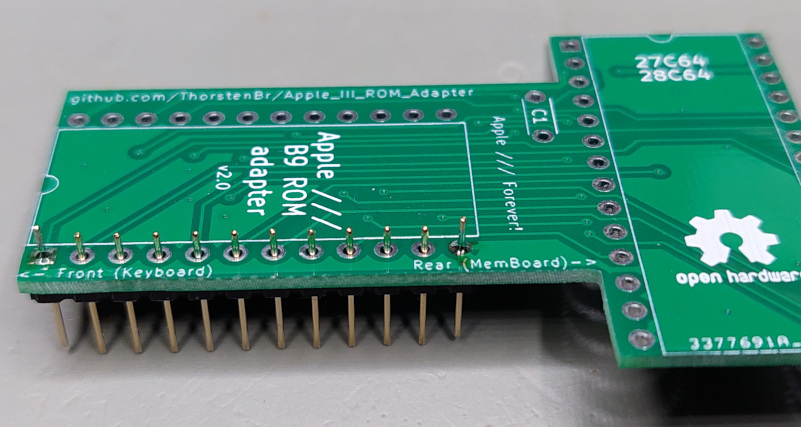 github.com/ThorstenBr/Apple_III_ROM_Adapter
27C64
28C64
C1
Apple ///
B9 ROM
adapter
v2.0
Apple /// Forever!
<- Front (Keyboard)
Rear (MemBoard)->
open hardware
3377691A_